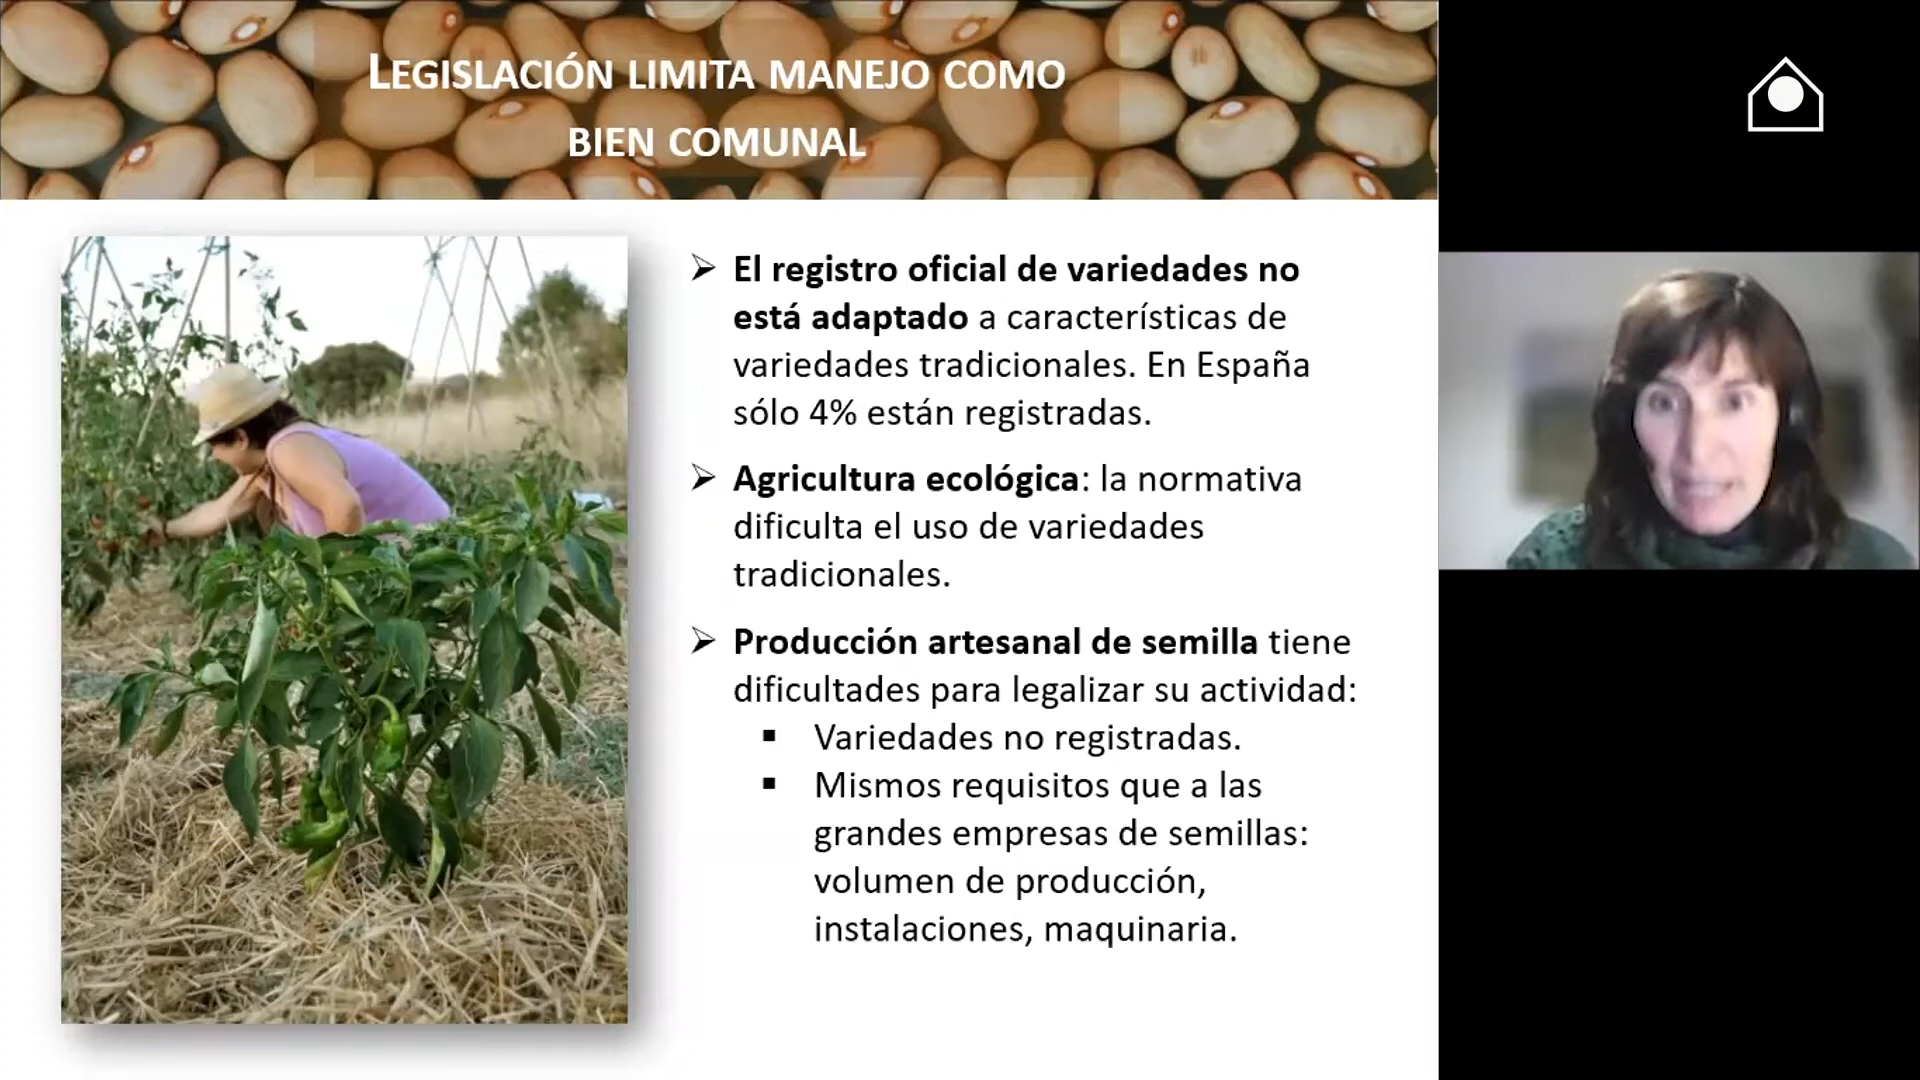 LEGISLACIÓN LIMITA MANEJO COMO
BIEN COMUNAL
➢ El registro oficial de variedades no
está adaptado a características de
variedades tradicionales. En España
sólo 4% están registradas.
➢ Agricultura ecológica: la normativa
dificulta el uso de variedades
tradicionales.
➢ Producción artesanal de semilla tiene
dificultades para legalizar su actividad:
▪ Variedades no registradas.
▪ Mismos requisitos que a las
grandes empresas de semillas:
volumen de producción,
instalaciones, maquinaria.